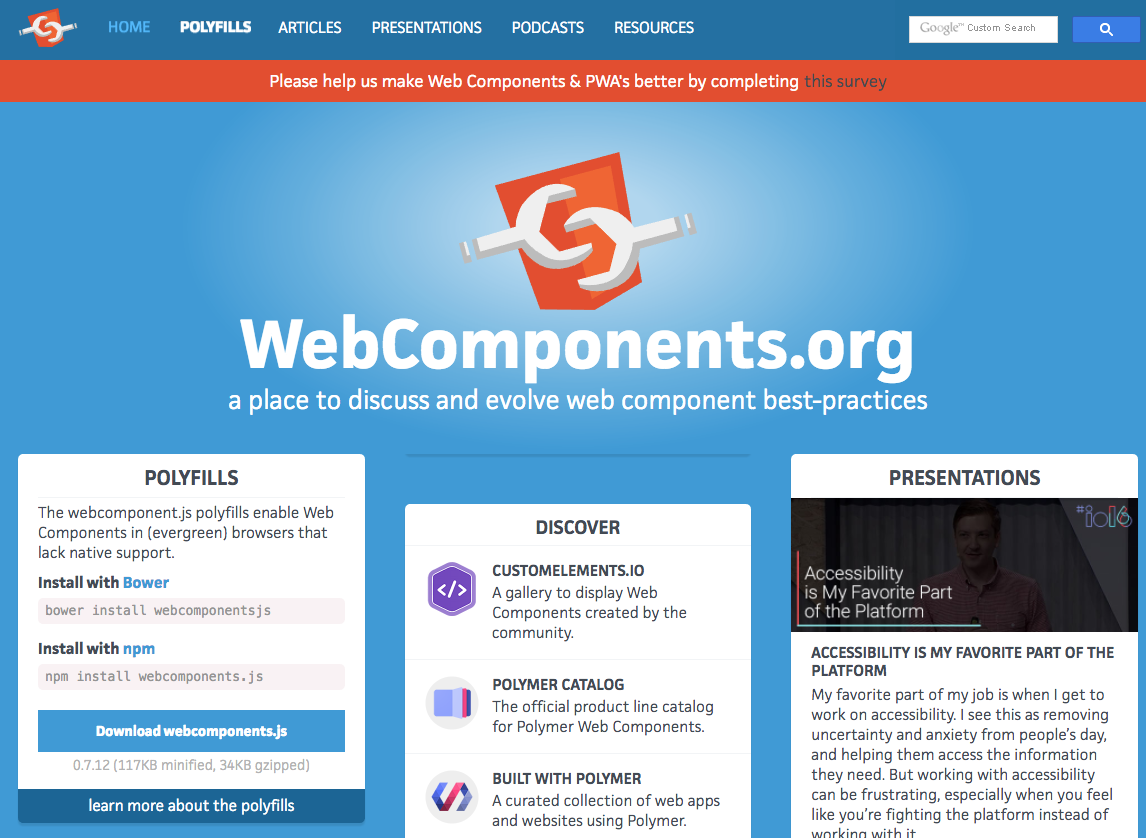 HOME POLYFILLS ARTICLES PRESENTATIONS PODCASTS RESOURCES Google™ Custom Search
Please help us make Web Components & PWA's better by completing this survey
WebComponents.org
a place to discuss and evolve web component best-practices
POLYFILLS
The webcomponent.js polyfills enable Web
Components in (evergreen) browsers that
lack native support.
Install with Bower
bower install webcomponentsjs
Install with npm
npm install webcomponents.js
Download webcomponents.js
0.7.12 (117KB minified, 34KB gzipped)
learn more about the polyfills
DISCOVER
</>
CUSTOMELEMENTS.IO
A gallery to display Web
Components created by the
community.
POLYMER CATALOG
The official product line catalog
for Polymer Web Components.
BUILT WITH POLYMER
A curated collection of web apps
and websites using Polymer.
PRESENTATIONS
#io16
Accessibility
is My Favorite Part
of the Platform
ACCESSIBILITY IS MY FAVORITE PART OF THE
PLATFORM
My favorite part of my job is when I get to
work on accessibility. I see this as removing
uncertainty and anxiety from people's day,
and helping them access the information
they need. But working with accessibility
can be frustrating, especially when you feel
like you're fighting the platform instead of
working with it.